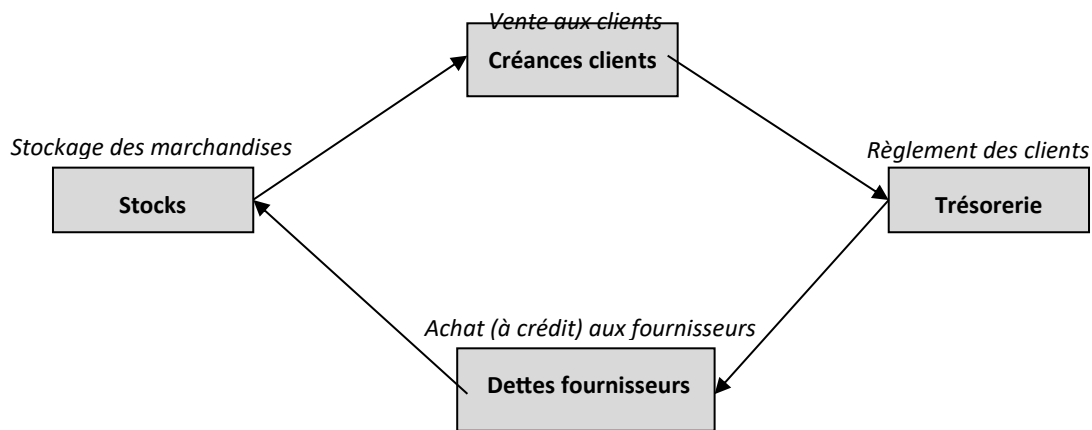 Vente aux clients
Créances clients
Stockage des marchandises
Règlement des clients
Stocks
Trésorerie
Achat (à crédit) aux fournisseurs
Dettes fournisseurs